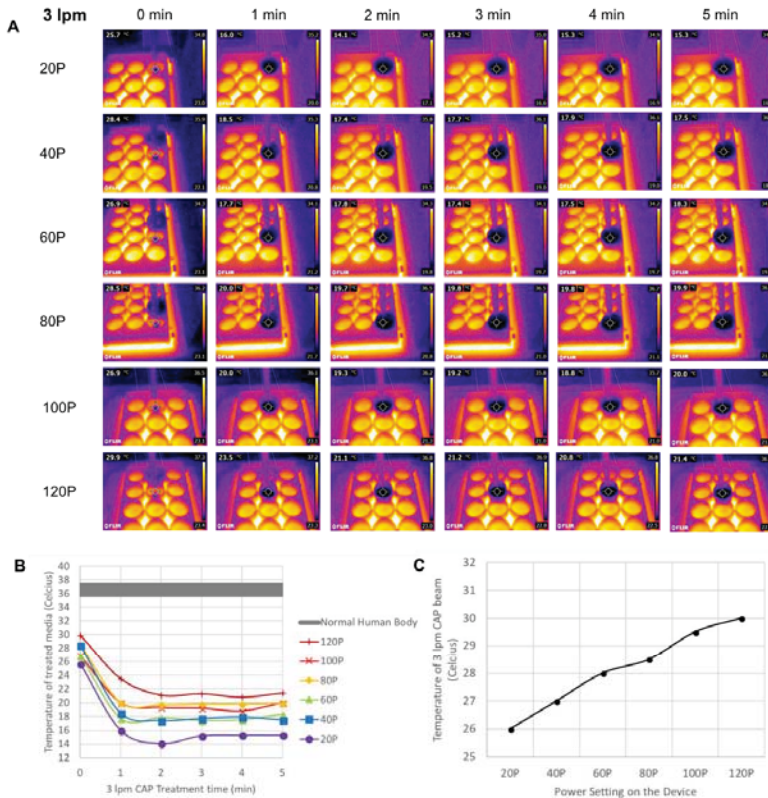 A
3 lpm 0 min 1 min 2 min 3 min 4 min 5 min
20P
25.7 °C 16.0 14.1 15.2 15.3 15.3
40P
28.4 18.5 17.4 17.7 17.9 17.5
60P
26.9 17.7 17.8 17.4 17.5 18.3
80P
28.5 20.0 19.7 19.8 19.8 19.9
100P
26.9 20.0 19.3 19.2 18.8 20.0
120P
29.9 23.5 21.1 21.2 20.8 21.4
B
Temperature of treated media (Celcius)
40
38
36
34
32
30
28
26
24
22
20
18
16
14
12
0 1 2 3 4 5
3 lpm CAP Treatment time (min)
Normal Human Body
120P
100P
80P
60P
40P
20P
C
Temperature of 3 lpm CAP beam
(Celcius)
32
31
30
29
28
27
26
25
20P 40P 60P 80P 100P 120P
Power Setting on the Device